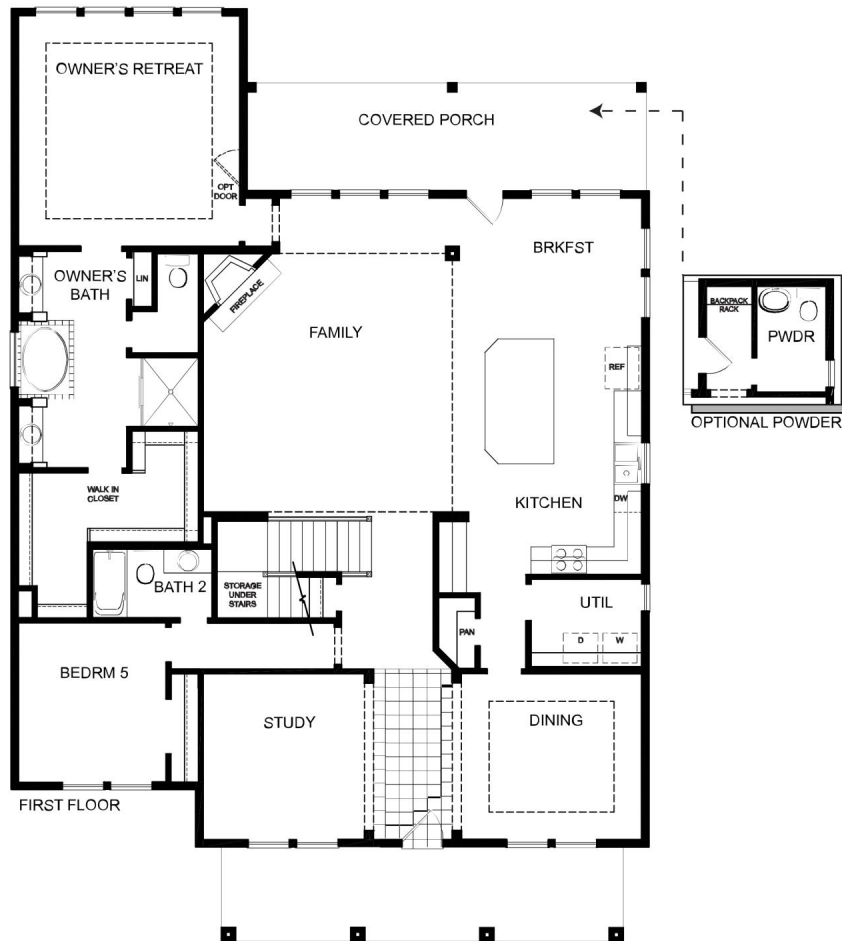 OWNER'S RETREAT
COVERED PORCH
OPT
DOOR
BRKFST
OWNER'S
BATH
LIN
FIREPLACE
FAMILY
BACKPACK
RACK
PWDR
REF
OPTIONAL POWDER
WALK IN
CLOSET
KITCHEN
DW
BATH 2
STORAGE
UNDER
STAIRS
UTIL
PAN
D
W
BEDRM 5
STUDY
DINING
FIRST FLOOR